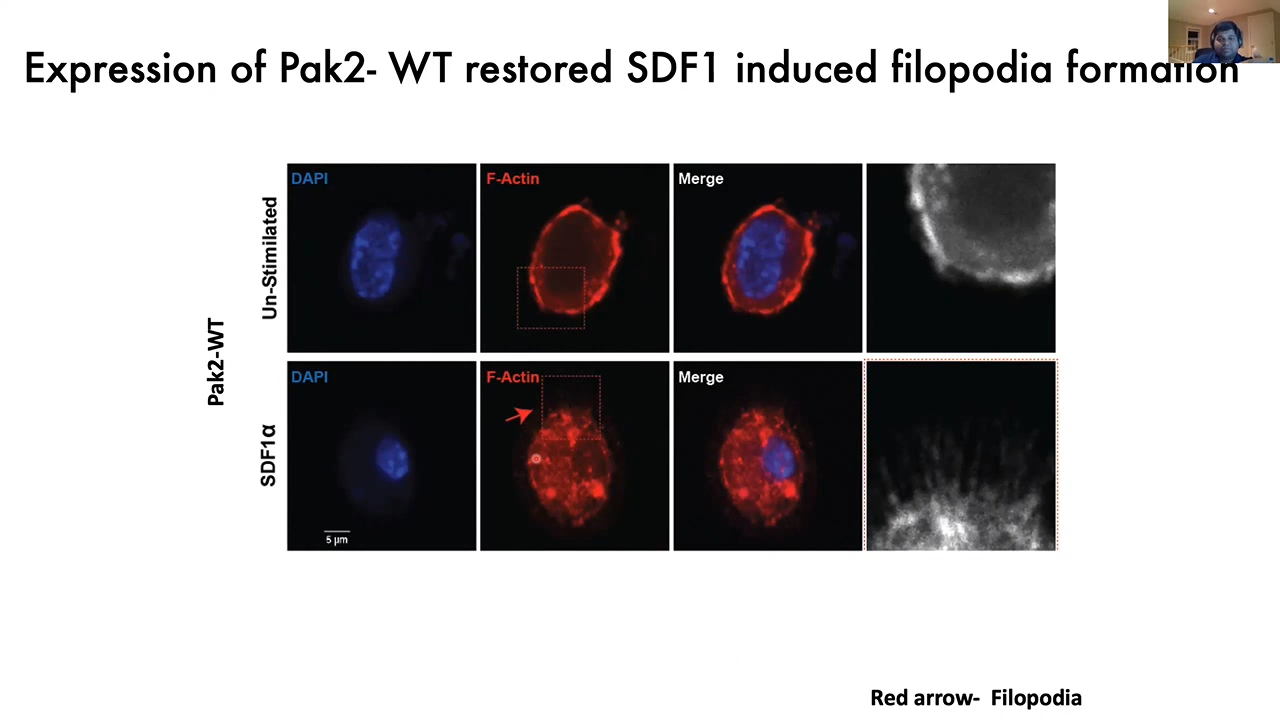 Expression of Pak2- WT restored SDF1 induced filopodia formation
DAPI
F-Actin
Merge
Un-Stimilated
Pak2-WT
DAPI
F-Actin
Merge
SDF1α
5 µm
Red arrow- Filopodia